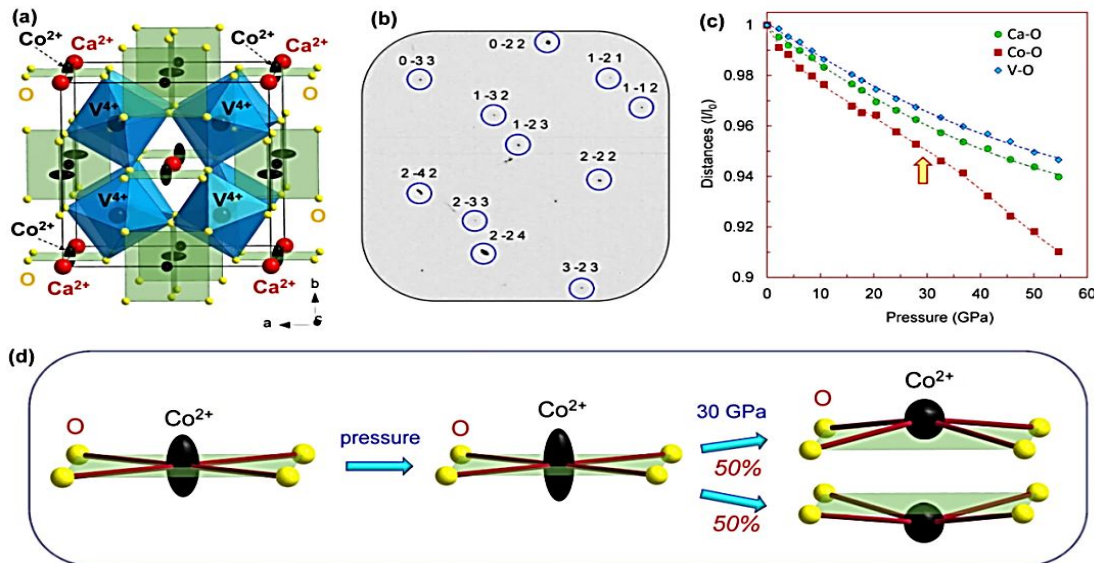 (a)
Co2+ Ca2+ Co2+ Ca2+
O
V4+ V4+
V4+ V4+
Co2+ O
O
Ca2+ Ca2+
b
a c
(b)
0 -2 2
0 -3 3 1 -2 1
1 -3 2 1 -1 2
1 -2 3
2 -2 2
2 -4 2
2 -3 3
2 -2 4
3 -2 3
(c)
1
0.98
0.96
0.94
0.92
0.9
0 10 20 30 40 50 60
Distances (l/l0)
Pressure (GPa)
Ca-O
Co-O
V-O
(d)
O Co2+
pressure
O Co2+
30 GPa
50%
50%
O Co2+